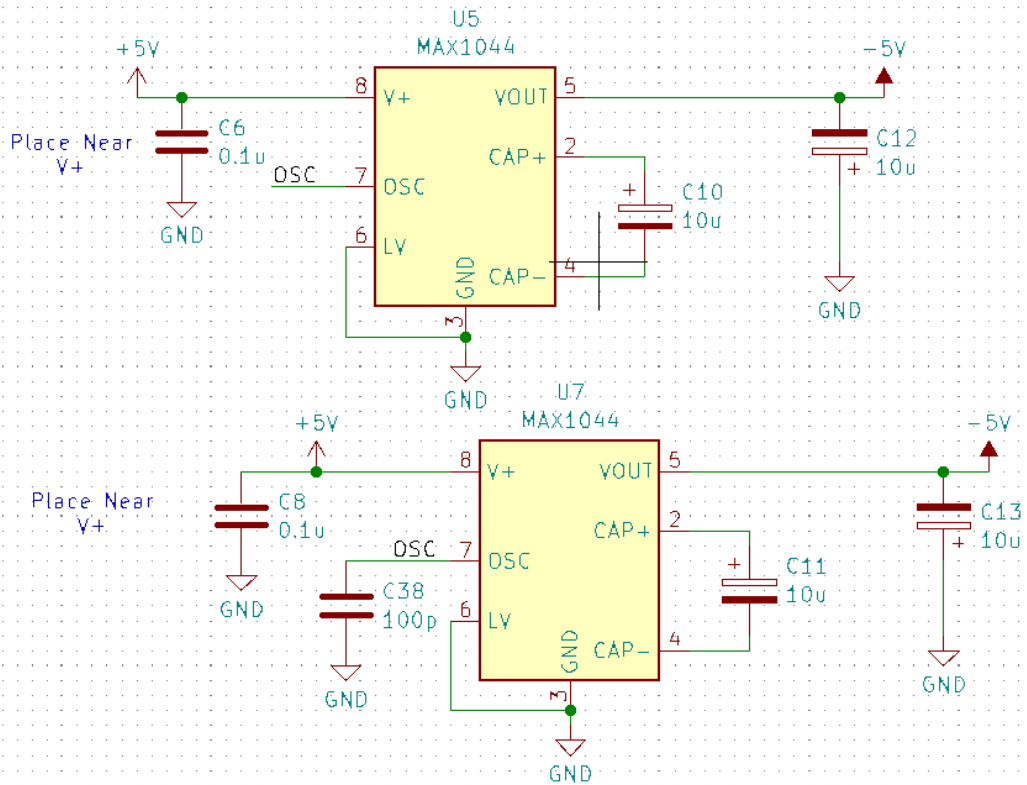 U5
MAX1044
+5V
-5V
8
V+
VOUT
5
Place Near
V+
C6
0.1u
CAP+
2
C12
10u
+
OSC
7
OSC
+
C10
10u
GND
6
LV
GND
CAP-
4
3
GND
GND
U7
MAX1044
+5V
-5V
8
V+
VOUT
5
Place Near
V+
C8
0.1u
CAP+
2
C13
10u
+
OSC
7
OSC
+
C11
10u
C38
100p
GND
6
LV
GND
CAP-
4
3
GND
GND
GND